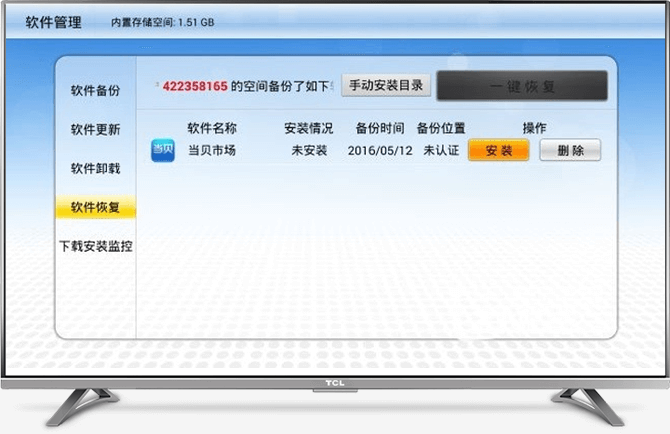 软件管理 内置存储空间: 1.51 GB
软件备份
软件更新
软件卸载
软件恢复
下载安装监控
422358165 的空间备份了如下
手动安装目录
一键恢复
软件名称 安装情况 备份时间 备份位置 操作
当贝 当贝市场 未安装 2016/05/12 未认证 安装 删除
TCL